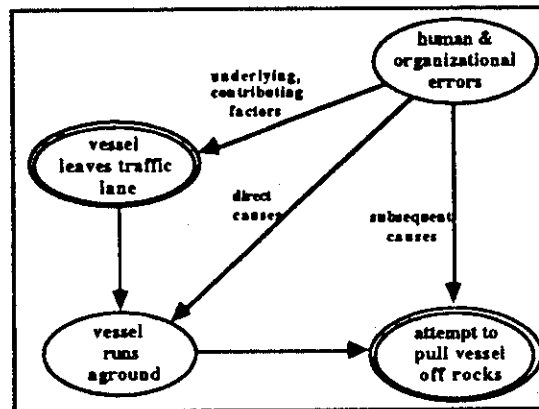 human &
organizational
errors
underlying,
contributing
factors
vessel
leaves traffic
lane
direct
causes
subsequent
causes
vessel
runs
aground
attempt to
pull vessel
off rocks